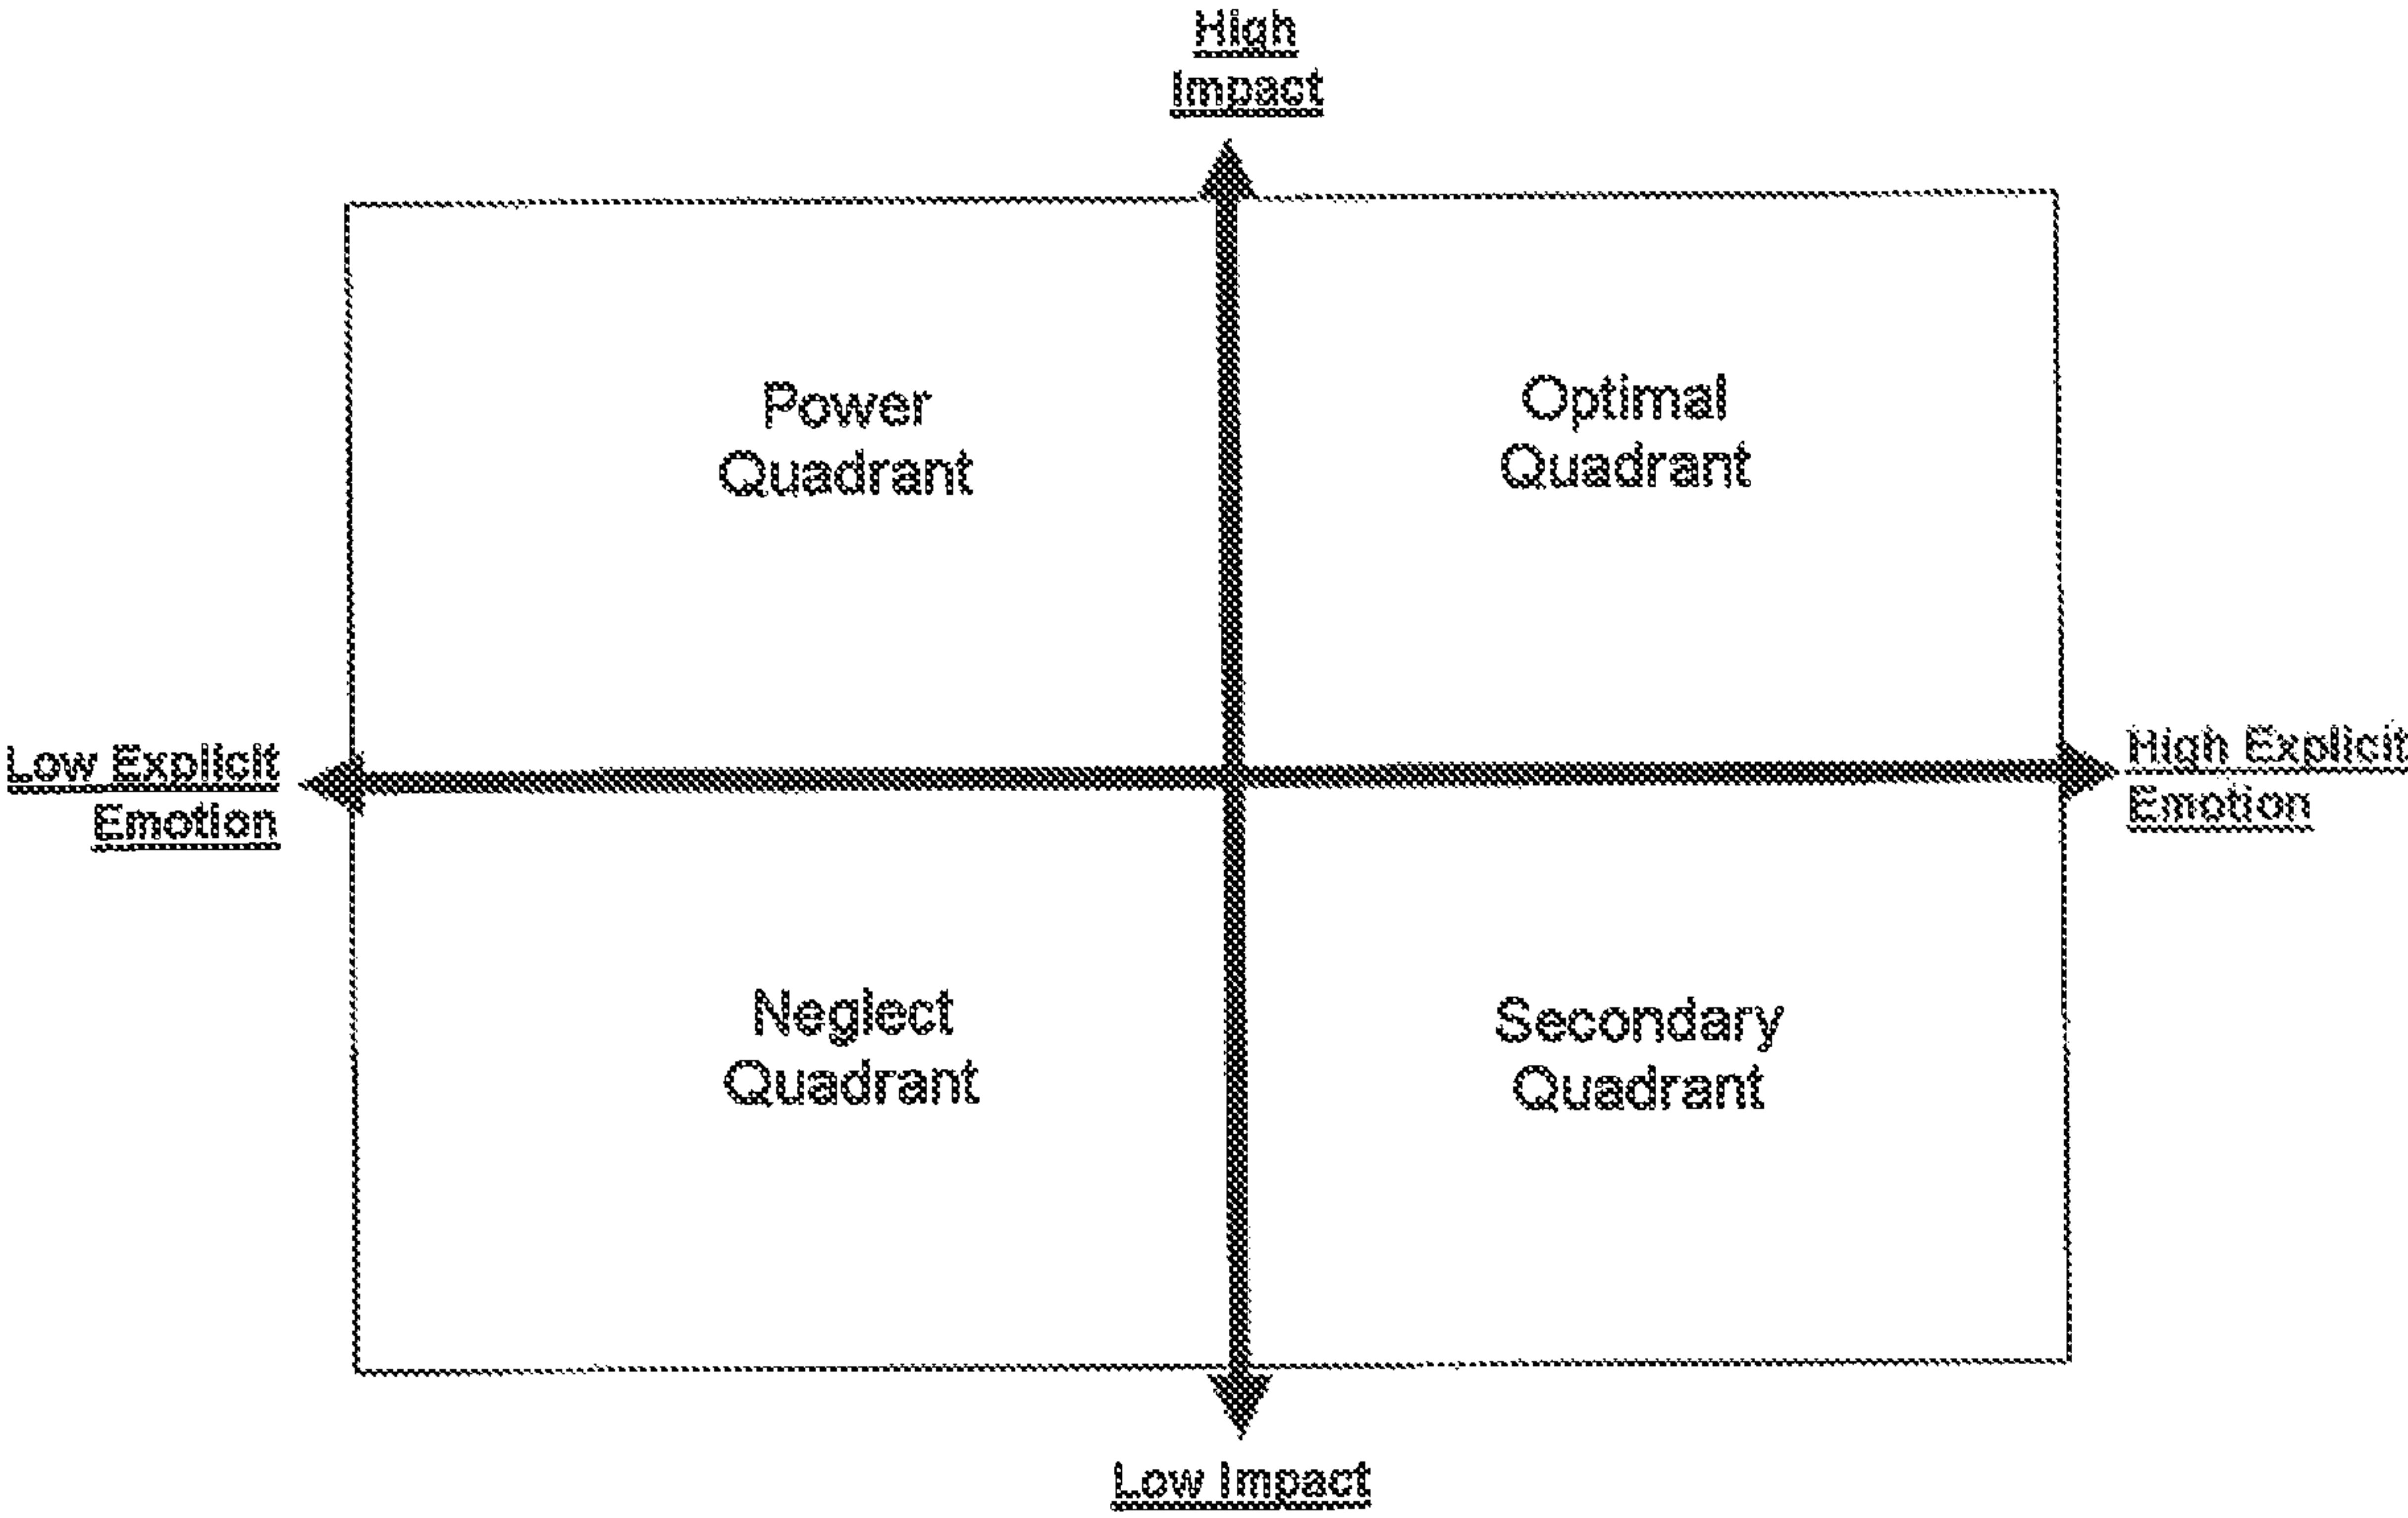 High
Impact
Power
Quadrant
Optimal
Quadrant
Low Explicit
Emotion
High Explicit
Emotion
Neglect
Quadrant
Secondary
Quadrant
Low Impact